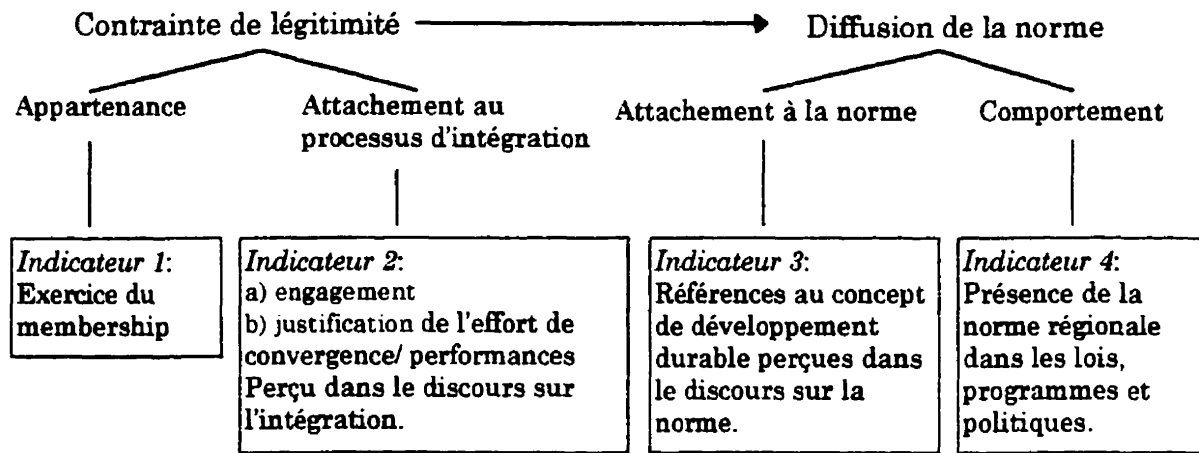 Contrainte de légitimité
Diffusion de la norme
Appartenance
Attachement au
processus d'intégration
Attachement à la norme
Comportement
Indicateur 1:
Exercice du
membership
Indicateur 2:
a) engagement
b) justification de l'effort de
convergence/ performances
Perçu dans le discours sur
l'intégration.
Indicateur 3:
Références au concept
de développement
durable perçues dans
le discours sur la
norme.
Indicateur 4:
Présence de la
norme régionale
dans les lois,
programmes et
politiques.